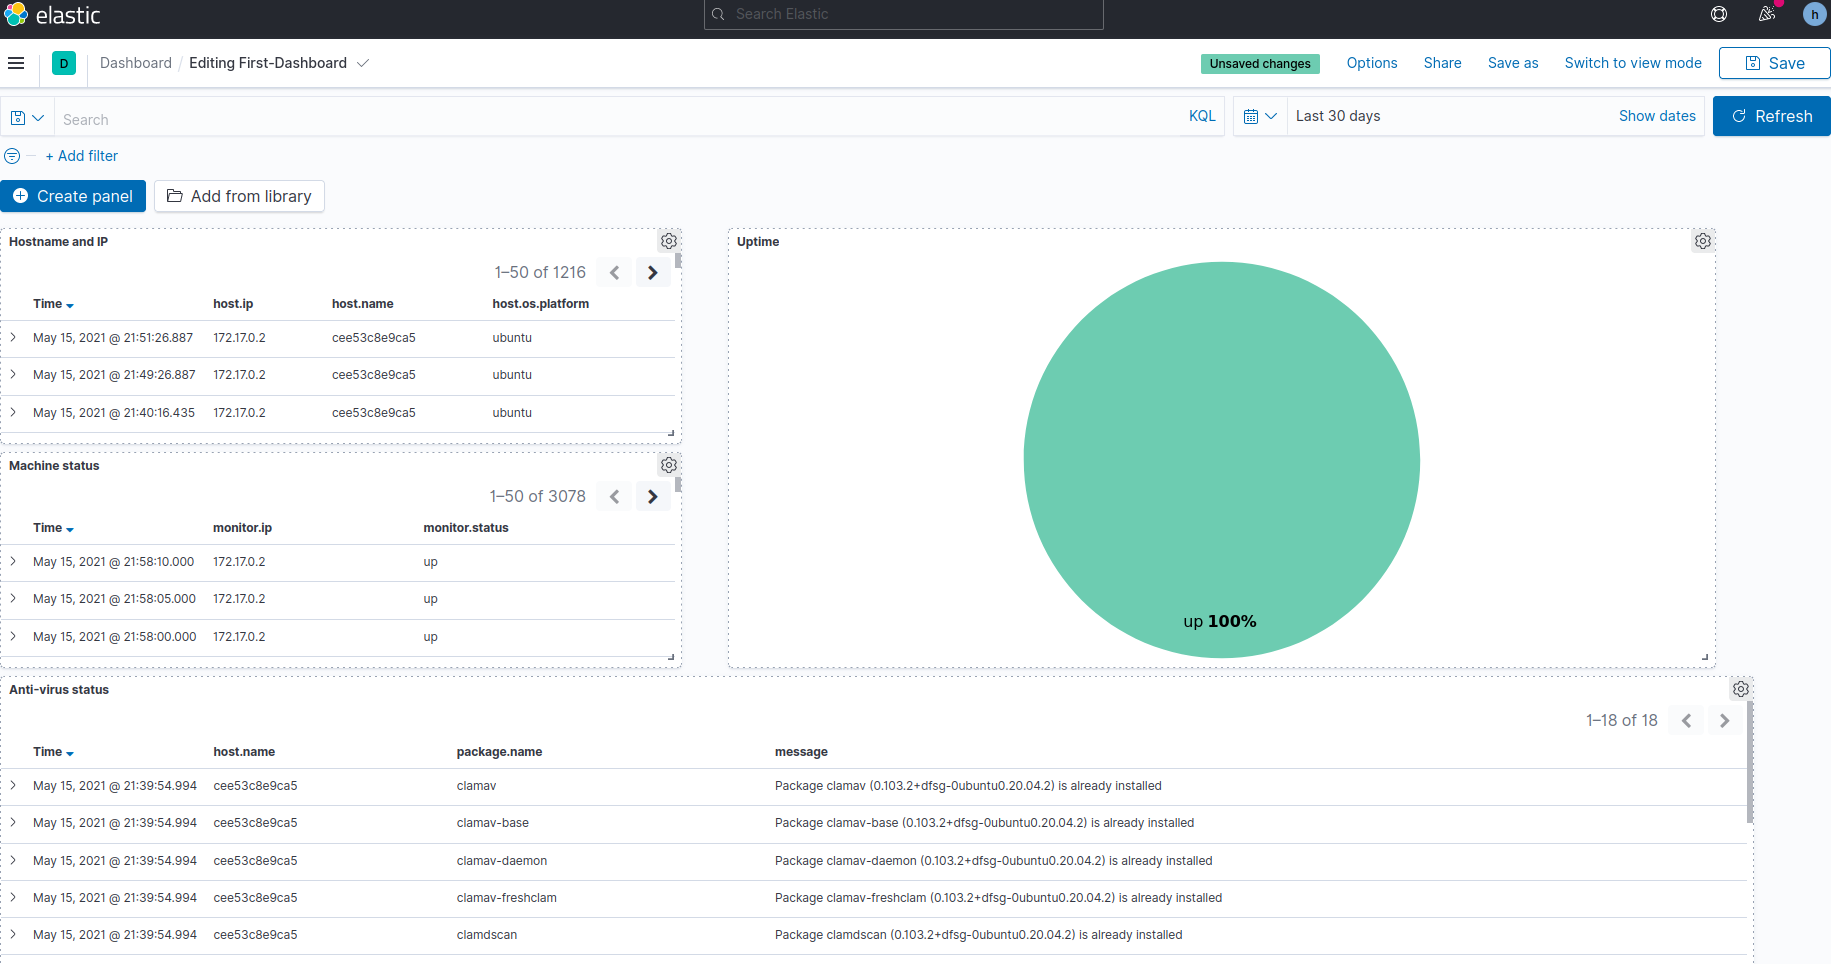 elastic
Search Elastic
h
D
Dashboard / Editing First-Dashboard
Unsaved changes
Options
Share
Save as
Switch to view mode
Save
Search
KQL
Last 30 days
Show dates
Refresh
+ Add filter
Create panel
Add from library
Hostname and IP
1–50 of 1216
Time host.ip host.name host.os.platform
May 15, 2021 @ 21:51:26.887 172.17.0.2 cee53c8e9ca5 ubuntu
May 15, 2021 @ 21:49:26.887 172.17.0.2 cee53c8e9ca5 ubuntu
May 15, 2021 @ 21:40:16.435 172.17.0.2 cee53c8e9ca5 ubuntu
Uptime
up 100%
Machine status
1–50 of 3078
Time monitor.ip monitor.status
May 15, 2021 @ 21:58:10.000 172.17.0.2 up
May 15, 2021 @ 21:58:05.000 172.17.0.2 up
May 15, 2021 @ 21:58:00.000 172.17.0.2 up
Anti-virus status
1–18 of 18
Time host.name package.name message
May 15, 2021 @ 21:39:54.994 cee53c8e9ca5 clamav Package clamav (0.103.2+dfsg-0ubuntu0.20.04.2) is already installed
May 15, 2021 @ 21:39:54.994 cee53c8e9ca5 clamav-base Package clamav-base (0.103.2+dfsg-0ubuntu0.20.04.2) is already installed
May 15, 2021 @ 21:39:54.994 cee53c8e9ca5 clamav-daemon Package clamav-daemon (0.103.2+dfsg-0ubuntu0.20.04.2) is already installed
May 15, 2021 @ 21:39:54.994 cee53c8e9ca5 clamav-freshclam Package clamav-freshclam (0.103.2+dfsg-0ubuntu0.20.04.2) is already installed
May 15, 2021 @ 21:39:54.994 cee53c8e9ca5 clamdscan Package clamdscan (0.103.2+dfsg-0ubuntu0.20.04.2) is already installed